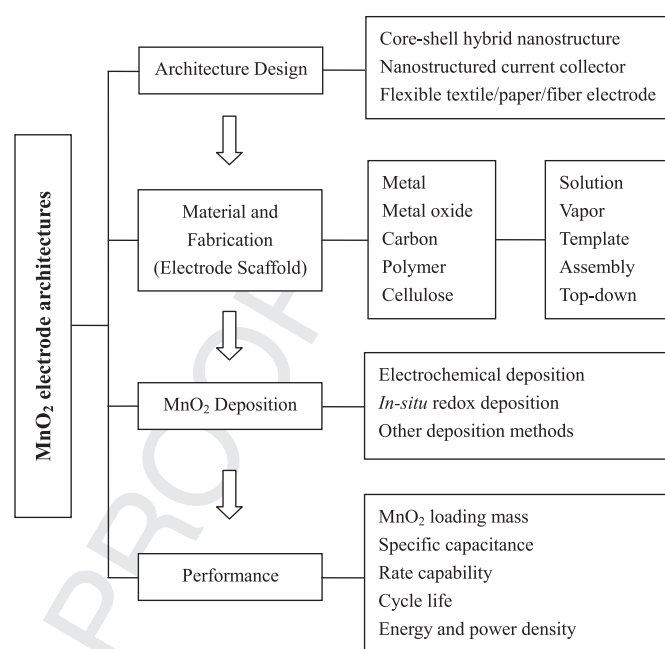 MnO₂ electrode architectures
Architecture Design
Core-shell hybrid nanostructure
Nanostructured current collector
Flexible textile/paper/fiber electrode
Material and
Fabrication
(Electrode Scaffold)
Metal
Metal oxide
Carbon
Polymer
Cellulose
Solution
Vapor
Template
Assembly
Top-down
MnO₂ Deposition
Electrochemical deposition
In-situ redox deposition
Other deposition methods
Performance
MnO₂ loading mass
Specific capacitance
Rate capability
Cycle life
Energy and power density